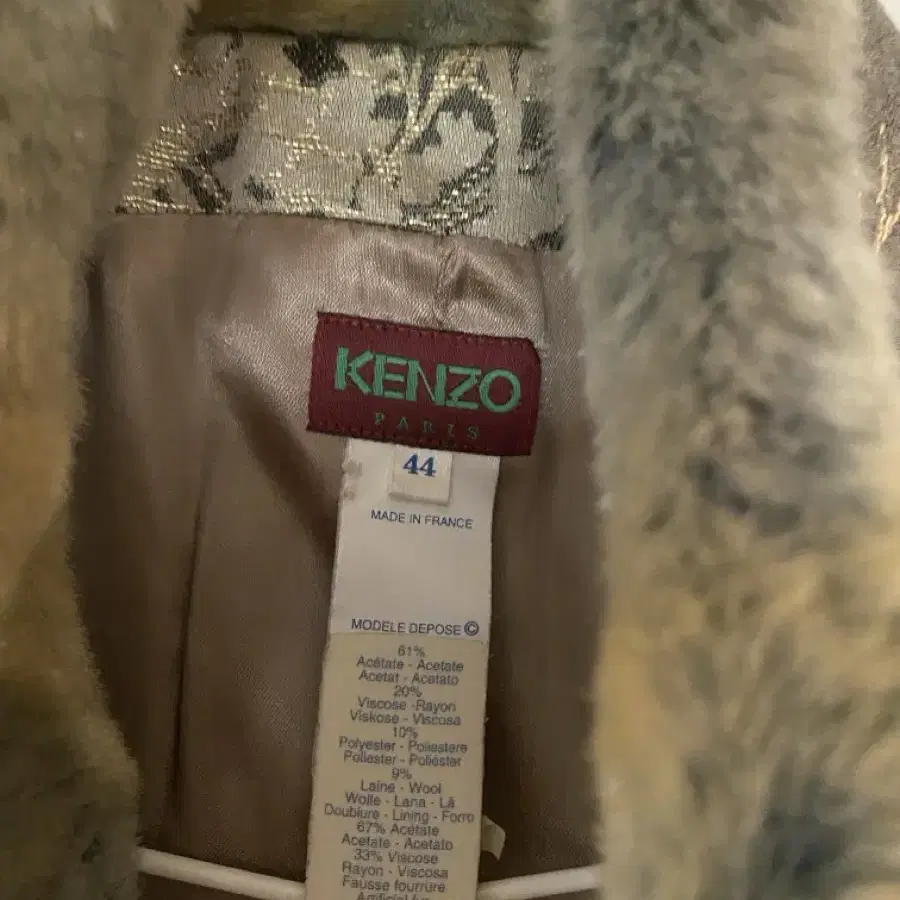 KENZO
PARIS
44
MADE IN FRANCE
MODELE DEPOSE©
61%
Acétate - Acetate
Acetat - Acetato
20%
Viscose -Rayon
Viskose - Viscosa
10%
Polyester - Poliestere
Poliester - Poliéster
9%
Laine - Wool
Wolle - Lana - Lã
Doublure - Lining - Forro
67% Acétate
Acetate - Acetato
33% Viscose
Rayon - Viscosa
Fausse fourrure
Artificial fur